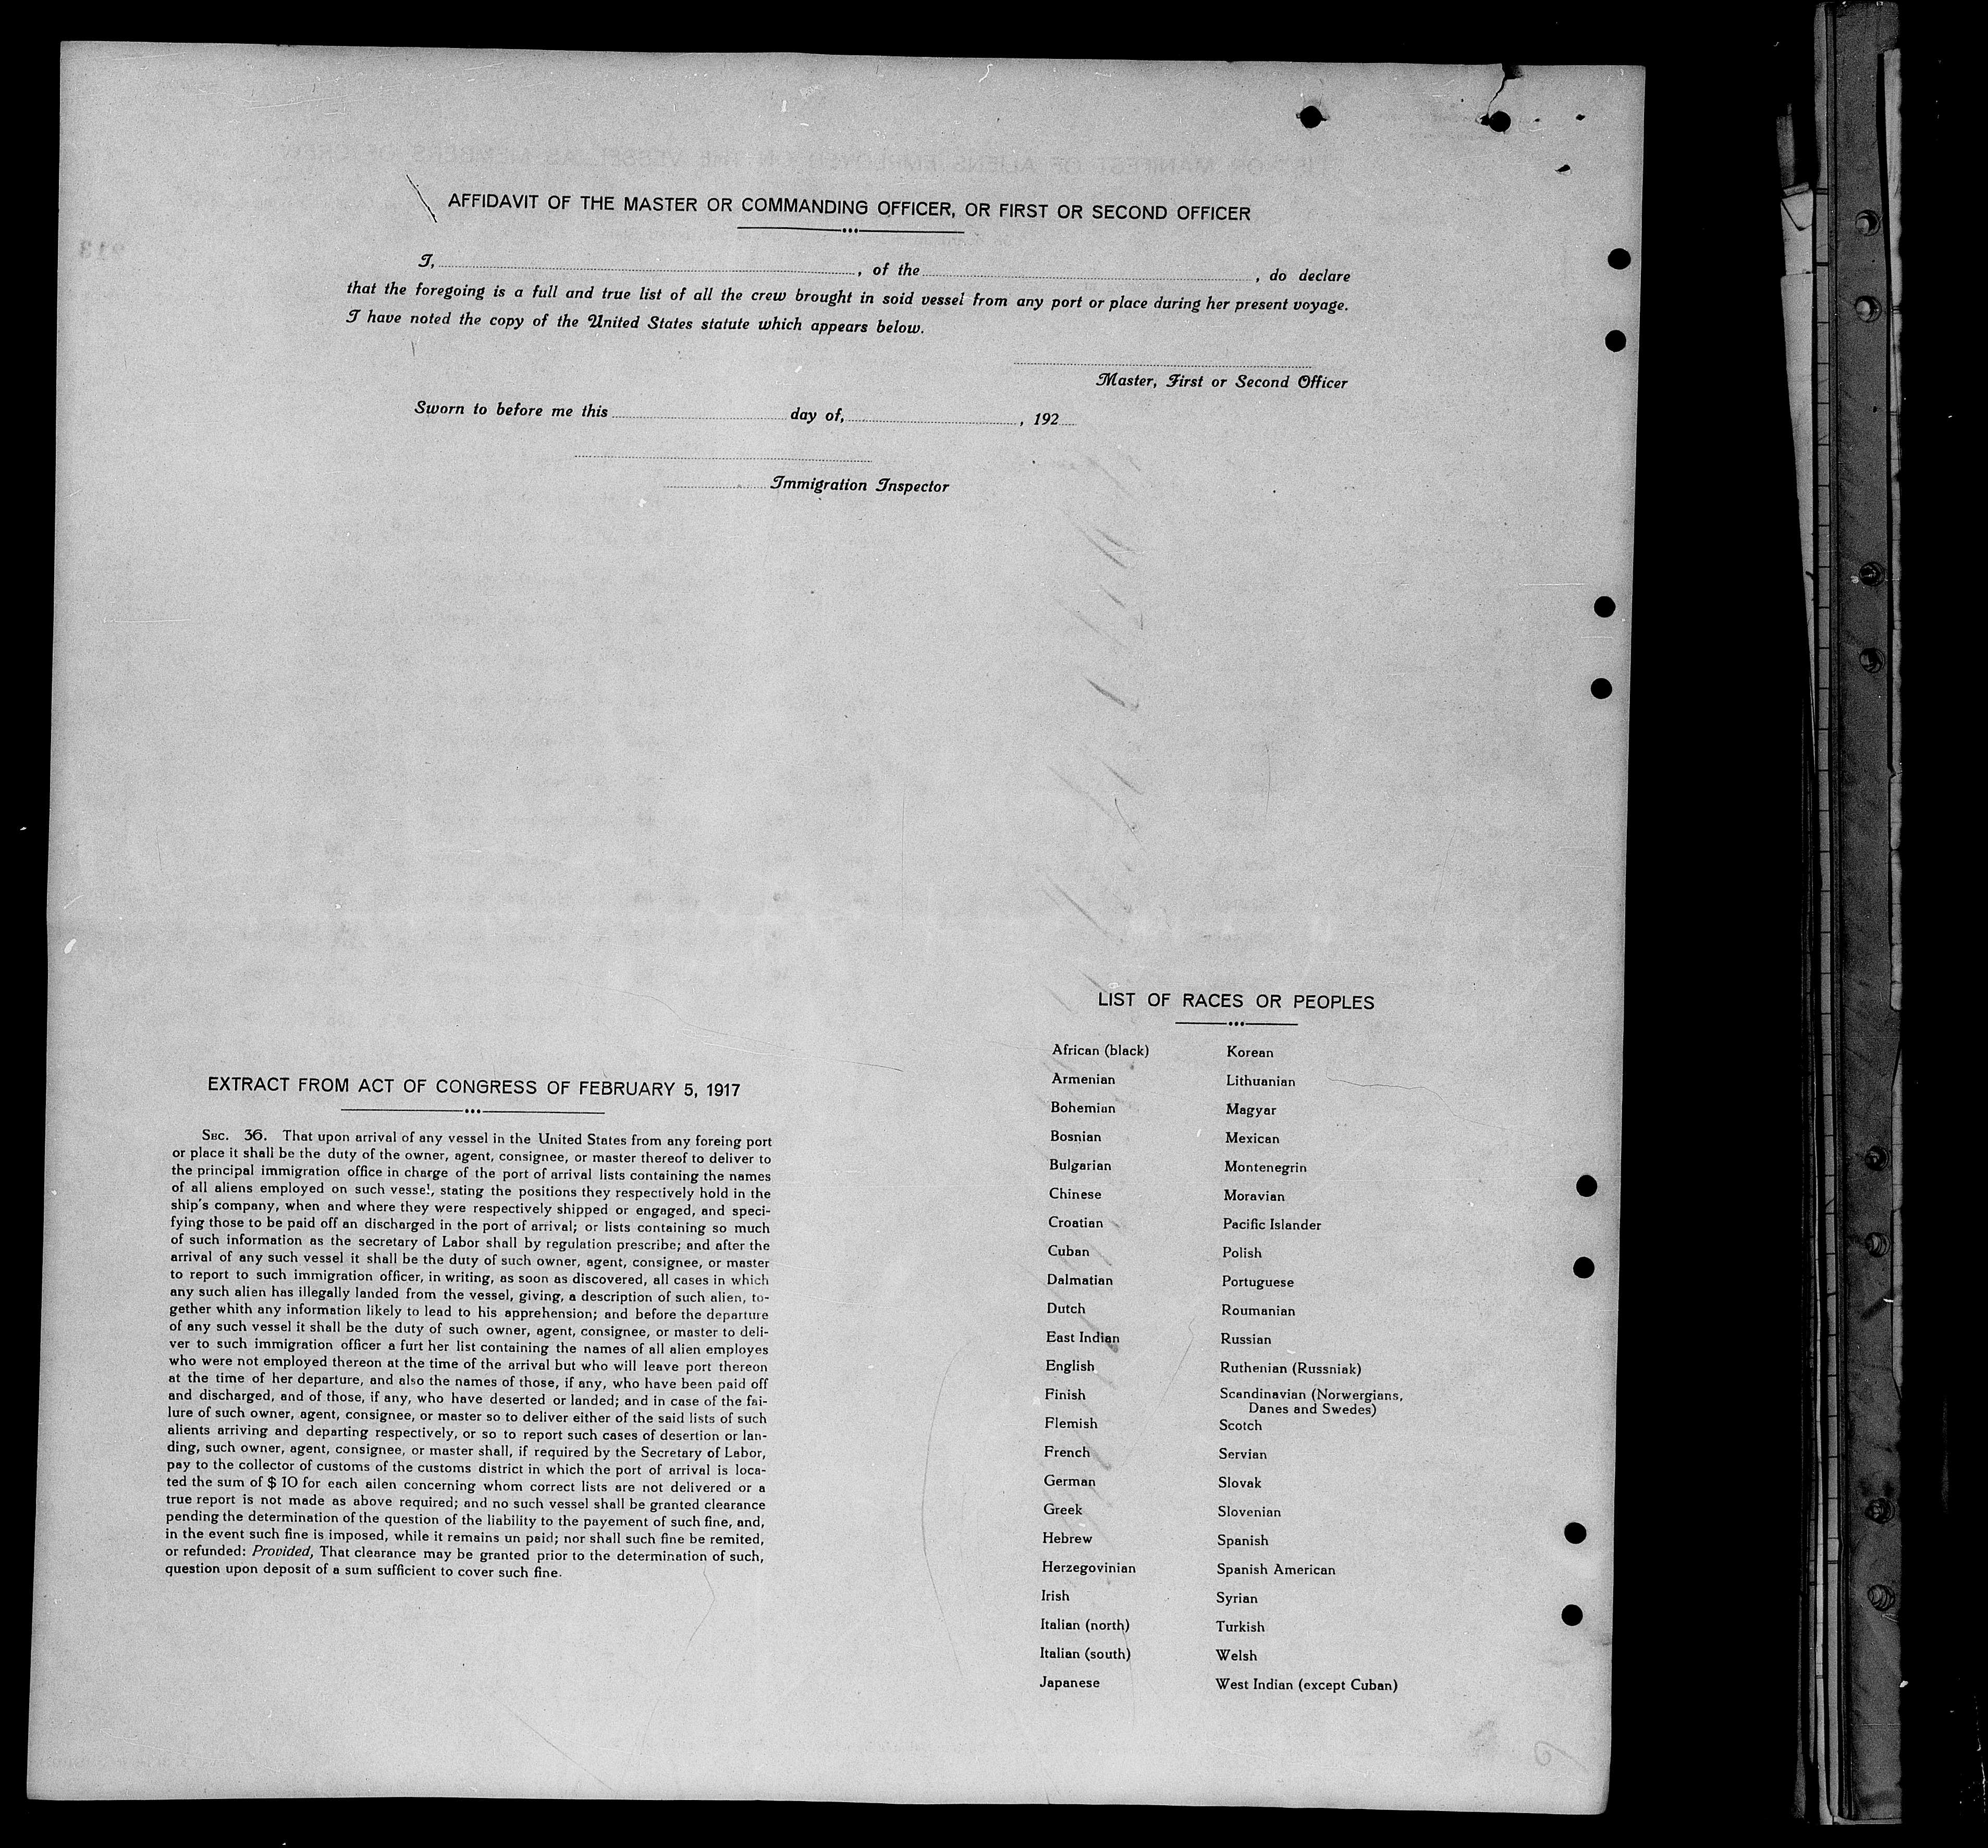 AFFIDAVIT OF THE MASTER OR COMMANDING OFFICER, OR FIRST OR SECOND OFFICER
I, , of the , do declare
that the foregoing is a full and true list of all the crew brought in soid vessel from any port or place during her present voyage.
I have noted the copy of the United States statute which appears below.
Master, First or Second Officer
Sworn to before me this day of, , 192
Immigration Inspector
EXTRACT FROM ACT OF CONGRESS OF FEBRUARY 5, 1917
SEC. 36. That upon arrival of any vessel in the United States from any foreing port
or place it shall be the duty of the owner, agent, consignee, or master thereof to deliver to
the principal immigration office in charge of the port of arrival lists containing the names
of all aliens employed on such vessel, stating the positions they respectively hold in the
ship's company, when and where they were respectively shipped or engaged, and speci-
fying those to be paid off an discharged in the port of arrival; or lists containing so much
of such information as the secretary of Labor shall by regulation prescribe; and after the
arrival of any such vessel it shall be the duty of such owner, agent, consignee, or master
to report to such immigration officer, in writing, as soon as discovered, all cases in which
any such alien has illegally landed from the vessel, giving, a description of such alien, to-
gether whith any information likely to lead to his apprehension; and before the departure
of any such vessel it shall be the duty of such owner, agent, consignee, or master to deli-
ver to such immigration officer a furt her list containing the names of all alien employes
who were not employed thereon at the time of the arrival but who will leave port thereon
at the time of her departure, and also the names of those, if any, who have been paid off
and discharged, and of those, if any, who have deserted or landed; and in case of the fai-
lure of such owner, agent, consignee, or master so to deliver either of the said lists of such
alients arriving and departing respectively, or so to report such cases of desertion or lan-
ding, such owner, agent, consignee, or master shall, if required by the Secretary of Labor,
pay to the collector of customs of the customs district in which the port of arrival is loca-
ted the sum of $ 10 for each ailen concerning whom correct lists are not delivered or a
true report is not made as above required; and no such vessel shall be granted clearance
pending the determination of the question of the liability to the payement of such fine, and,
in the event such fine is imposed, while it remains un paid; nor shall such fine be remited,
or refunded: Provided, That clearance may be granted prior to the determination of such,
question upon deposit of a sum sufficient to cover such fine.
LIST OF RACES OR PEOPLES
African (black)
Armenian
Bohemian
Bosnian
Bulgarian
Chinese
Croatian
Cuban
Dalmatian
Dutch
East Indian
English
Finish
Flemish
French
German
Greek
Hebrew
Herzegovinian
Irish
Italian (north)
Italian (south)
Japanese
Korean
Lithuanian
Magyar
Mexican
Montenegrin
Moravian
Pacific Islander
Polish
Portuguese
Roumanian
Russian
Ruthenian (Russniak)
Scandinavian (Norwergians,
Danes and Swedes)
Scotch
Servian
Slovak
Slovenian
Spanish
Spanish American
Syrian
Turkish
Welsh
West Indian (except Cuban)